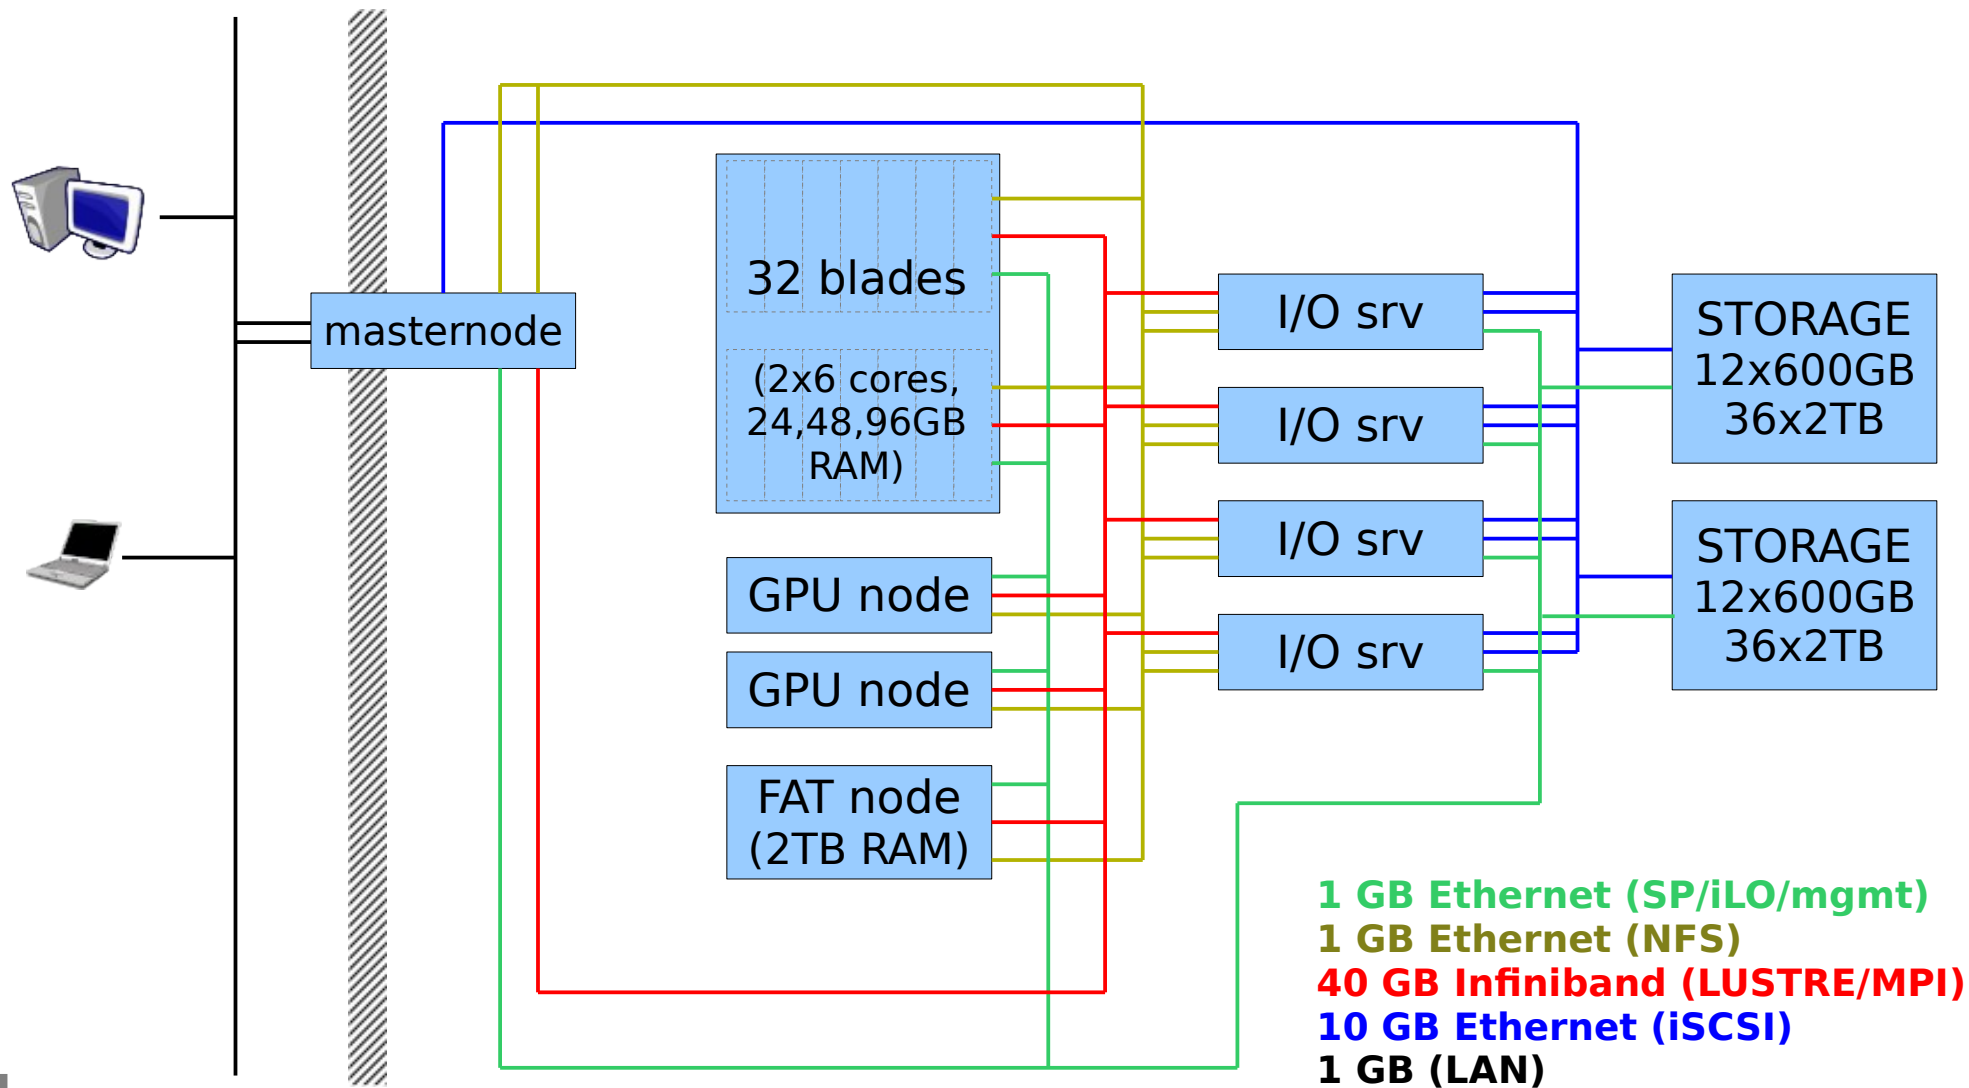 masternode
32 blades
(2x6 cores,
24,48,96GB
RAM)
GPU node
GPU node
FAT node
(2TB RAM)
I/O srv
I/O srv
I/O srv
I/O srv
STORAGE
12x600GB
36x2TB
STORAGE
12x600GB
36x2TB
1 GB Ethernet (SP/iLO/mgmt)
1 GB Ethernet (NFS)
40 GB Infiniband (LUSTRE/MPI)
10 GB Ethernet (iSCSI)
1 GB (LAN)